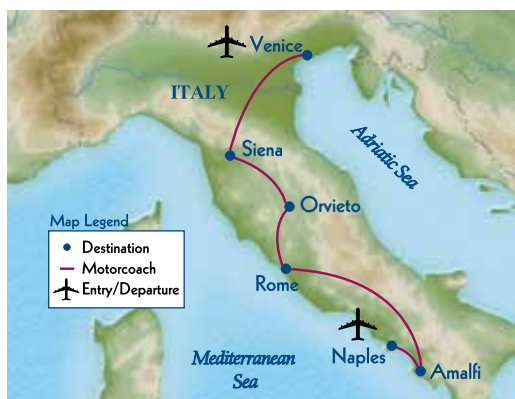 Venice
ITALY
Adriatic Sea
Siena
Orvieto
Map Legend
Destination
Motorcoach
Entry/Departure
Rome
Naples
Amalfi
Mediterranean
Sea